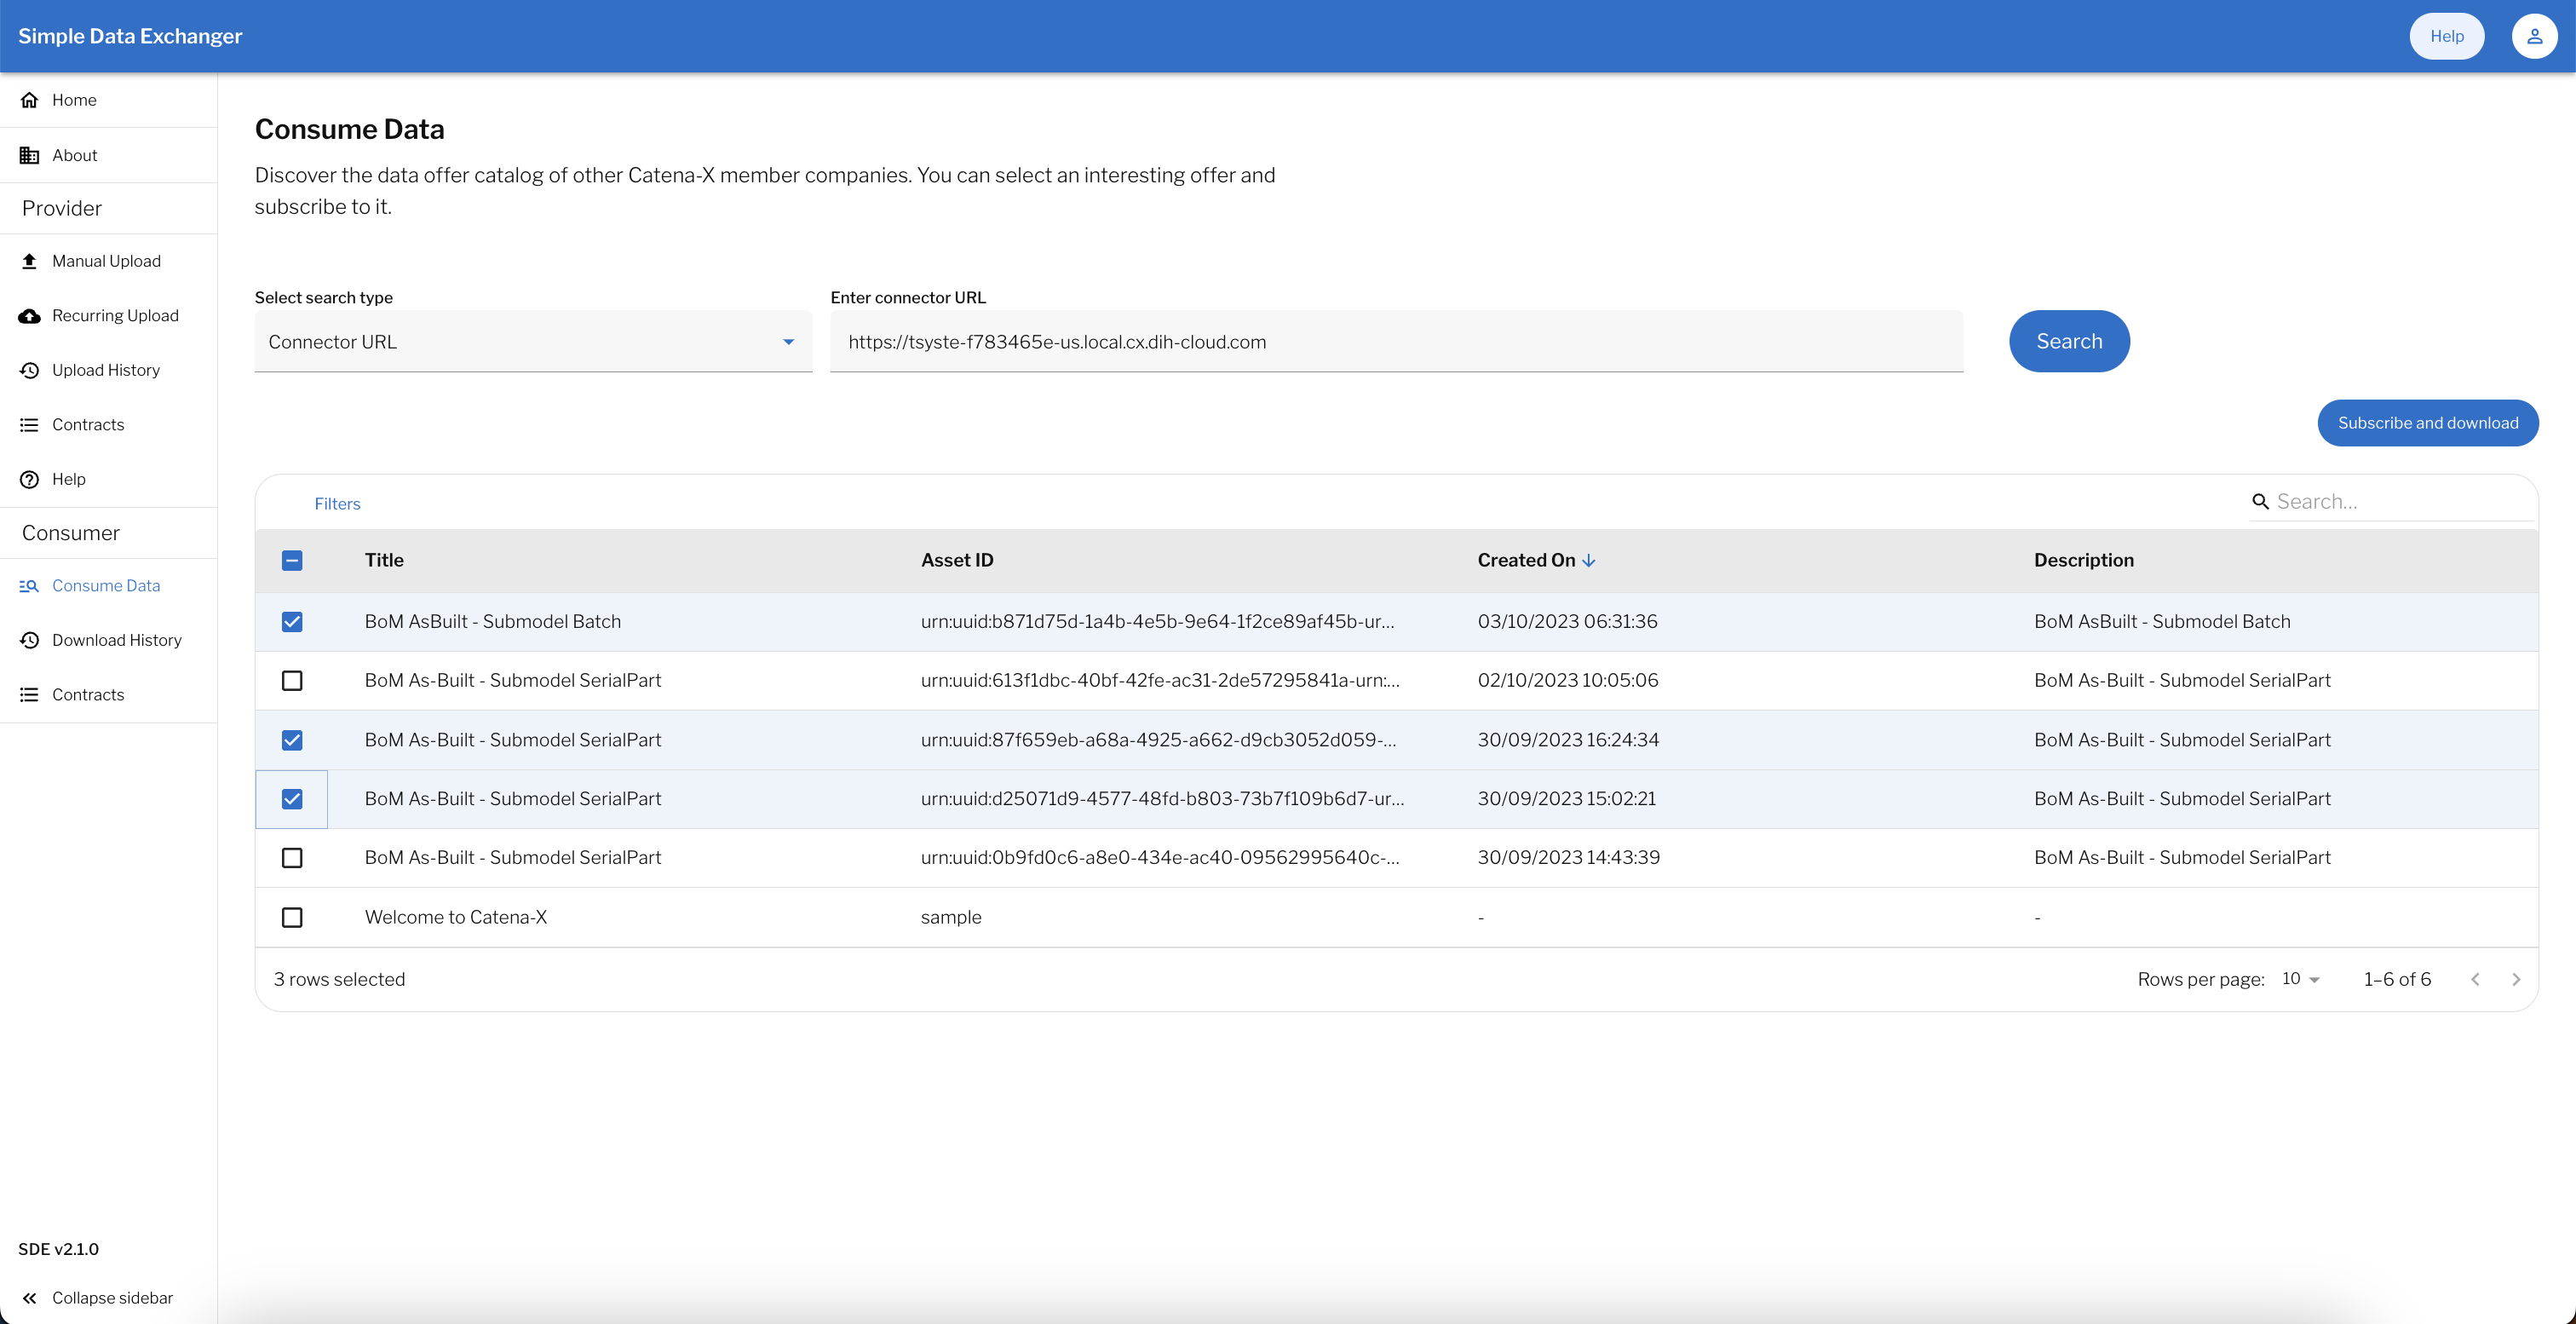 Simple Data Exchanger
Help
Home
About
Provider
Manual Upload
Recurring Upload
Upload History
Contracts
Help
Consumer
Consume Data
Download History
Contracts
SDE v2.1.0
Collapse sidebar
Consume Data
Discover the data offer catalog of other Catena-X member companies. You can select an interesting offer and
subscribe to it.
Select search type
Connector URL
Enter connector URL
https://tsyste-f783465e-us.local.cx.dih-cloud.com
Search
Subscribe and download
Filters
Search...
Title Asset ID Created On Description
BoM AsBuilt - Submodel Batch urn:uuid:b871d75d-1a4b-4e5b-9e64-1f2ce89af45b-ur... 03/10/2023 06:31:36 BoM AsBuilt - Submodel Batch
BoM As-Built - Submodel SerialPart urn:uuid:613f1dbc-40bf-42fe-ac31-2de57295841a-urn:... 02/10/2023 10:05:06 BoM As-Built - Submodel SerialPart
BoM As-Built - Submodel SerialPart urn:uuid:87f659eb-a68a-4925-a662-d9cb3052d059-... 30/09/2023 16:24:34 BoM As-Built - Submodel SerialPart
BoM As-Built - Submodel SerialPart urn:uuid:d25071d9-4577-48fd-b803-73b7f109b6d7-ur... 30/09/2023 15:02:21 BoM As-Built - Submodel SerialPart
BoM As-Built - Submodel SerialPart urn:uuid:0b9fd0c6-a8e0-434e-ac40-09562995640c-... 30/09/2023 14:43:39 BoM As-Built - Submodel SerialPart
Welcome to Catena-X sample - -
3 rows selected Rows per page: 10 1–6 of 6